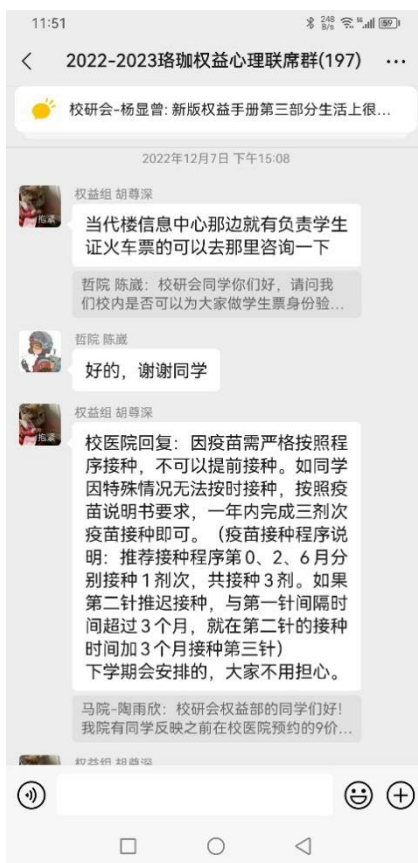 11:51
248 B/s
59
2022-2023珞珈权益心理联席群(197)
校研会-杨显曾: 新版权益手册第三部分生活上很...
2022年12月7日 下午15:08
权益组 胡尊深
抱紧
当代楼信息中心那边就有负责学生
证火车票的可以去那里咨询一下
哲院 陈崴：校研会同学你们好，请问我
们校内是否可以为大家做学生票身份验...
哲院 陈崴
好的，谢谢同学
权益组 胡尊深
抱紧
校医院回复：因疫苗需严格按照程
序接种，不可以提前接种。如同学
因特殊情况无法按时接种，按照疫
苗说明书要求，一年内完成三剂次
疫苗接种即可。（疫苗接种程序说
明：推荐接种程序第0、2、6月分
别接种1剂次，共接种3剂。如果
第二针推迟接种，与第一针间隔时
间超过3个月，就在第二针的接种
时间加3个月接种第三针）
下学期会安排的，大家不用担心。
马院-陶雨欣：校研会权益部的同学们好！
我院有同学反映之前在校医院预约的9价...
权益组 胡尊深